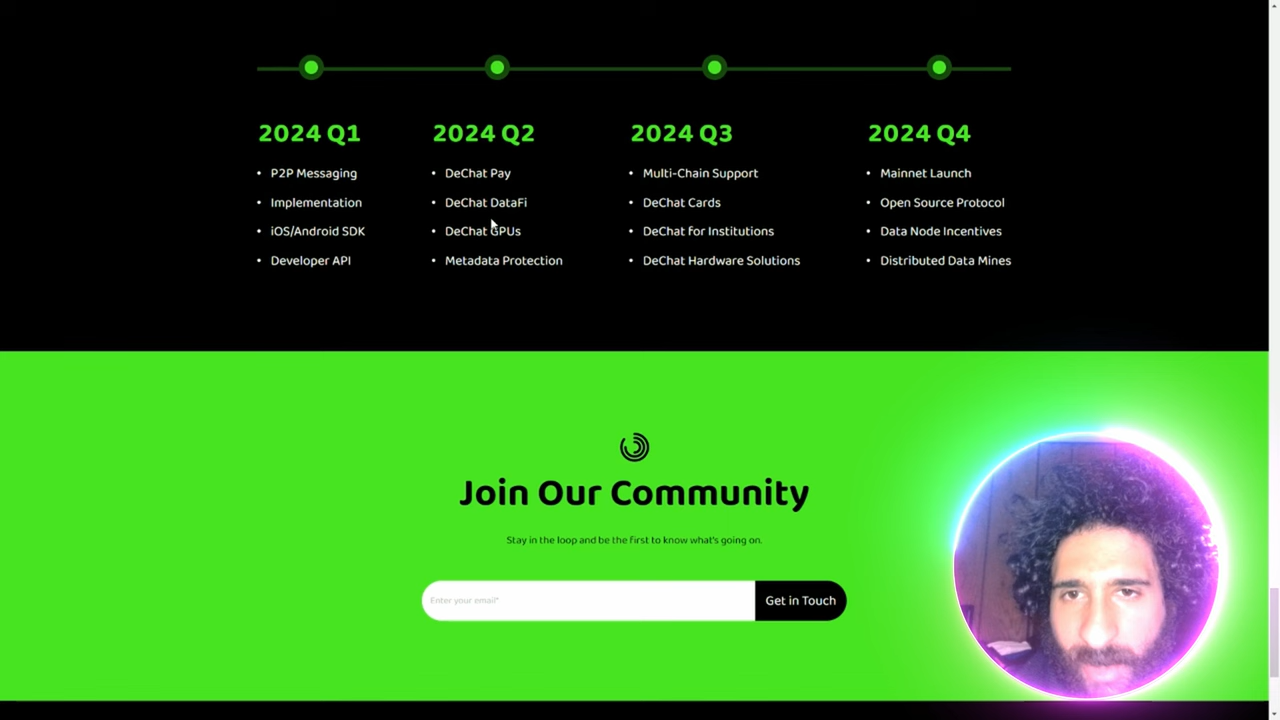 2024 Q1
• P2P Messaging
• Implementation
• iOS/Android SDK
• Developer API
2024 Q2
• DeChat Pay
• DeChat DataFi
• DeChat GPUs
• Metadata Protection
2024 Q3
• Multi-Chain Support
• DeChat Cards
• DeChat for Institutions
• DeChat Hardware Solutions
2024 Q4
• Mainnet Launch
• Open Source Protocol
• Data Node Incentives
• Distributed Data Mines
Join Our Community
Stay in the loop and be the first to know what's going on.
Enter your email*
Get in Touch